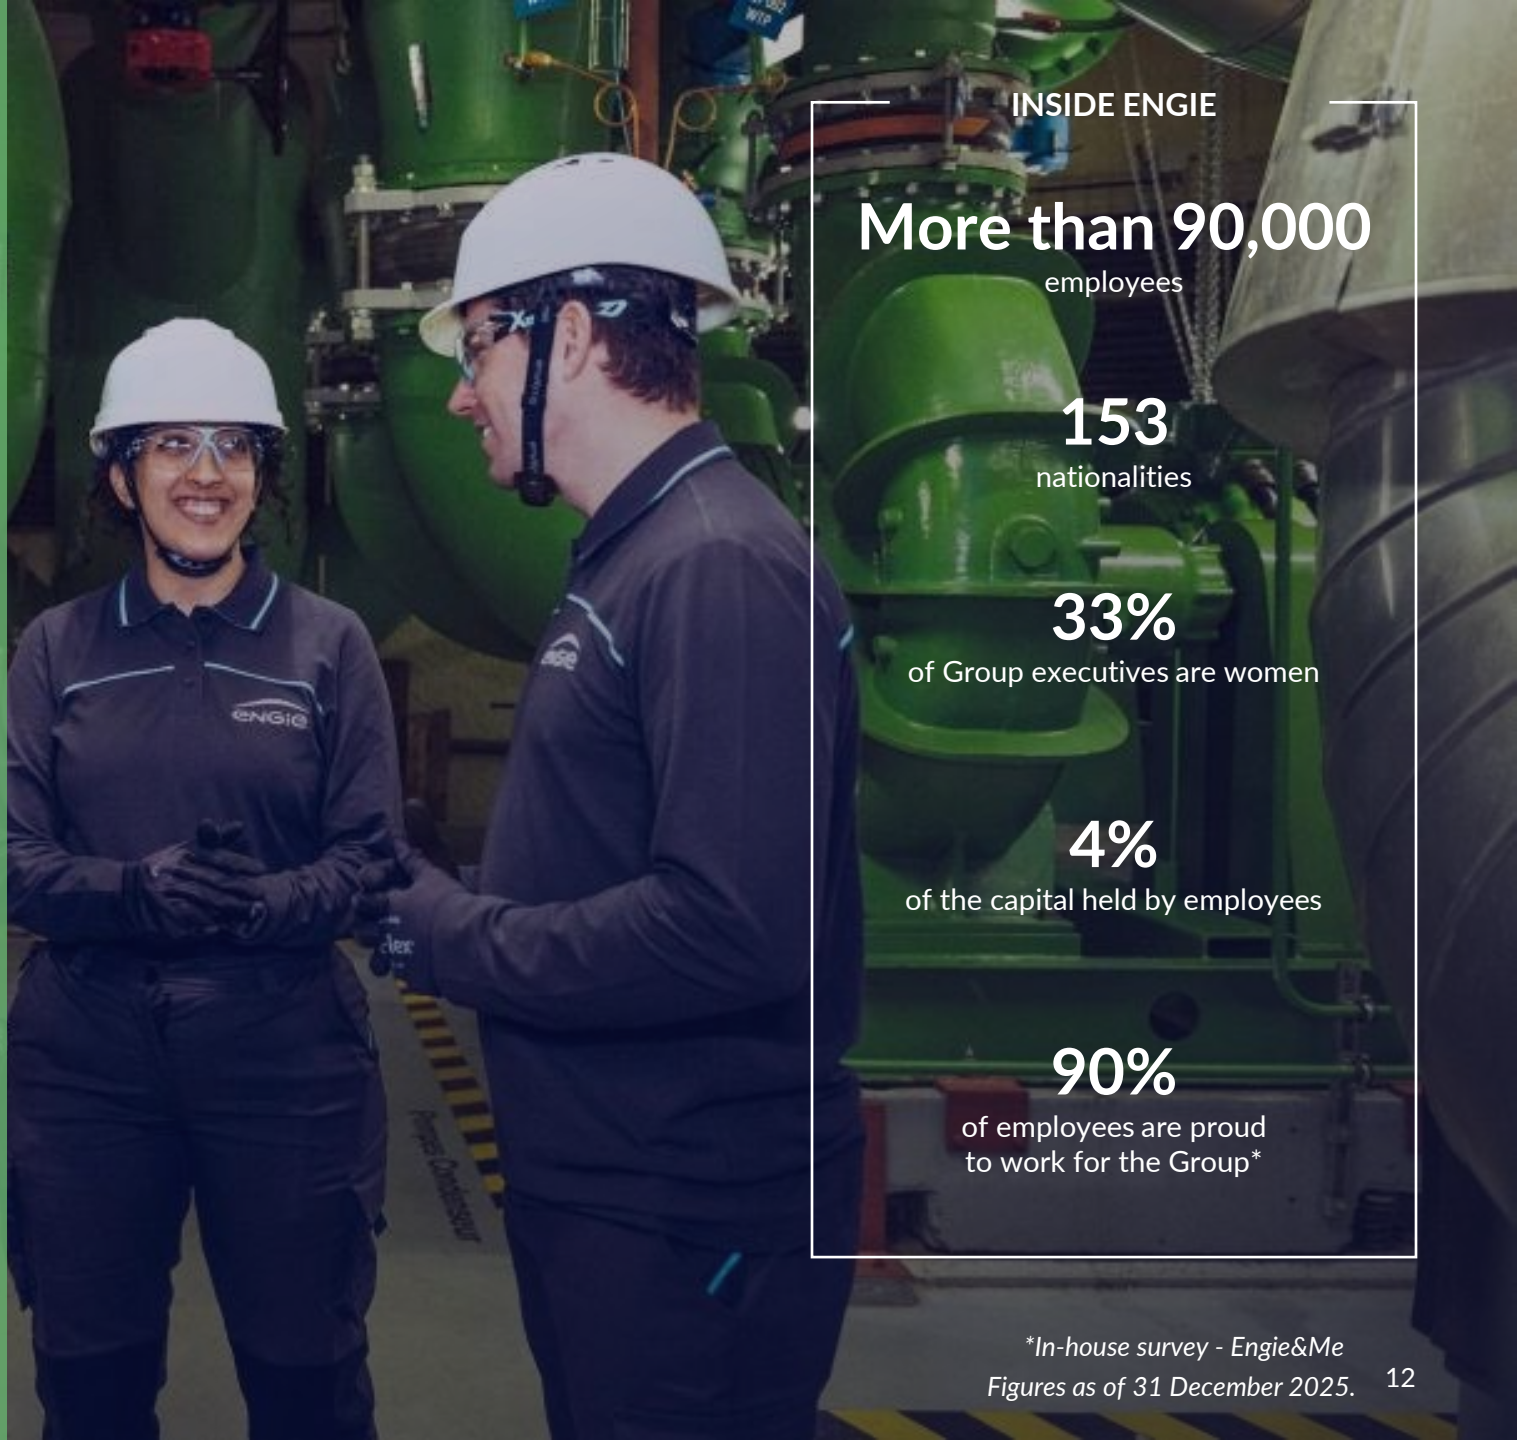 WIP
INSIDE ENGIE
More than 90,000
employees
153
nationalities
33%
of Group executives are women
ENGIE
4%
of the capital held by employees
90%
of employees are proud
to work for the Group*
*In-house survey - Engie&Me
Figures as of 31 December 2025.
12